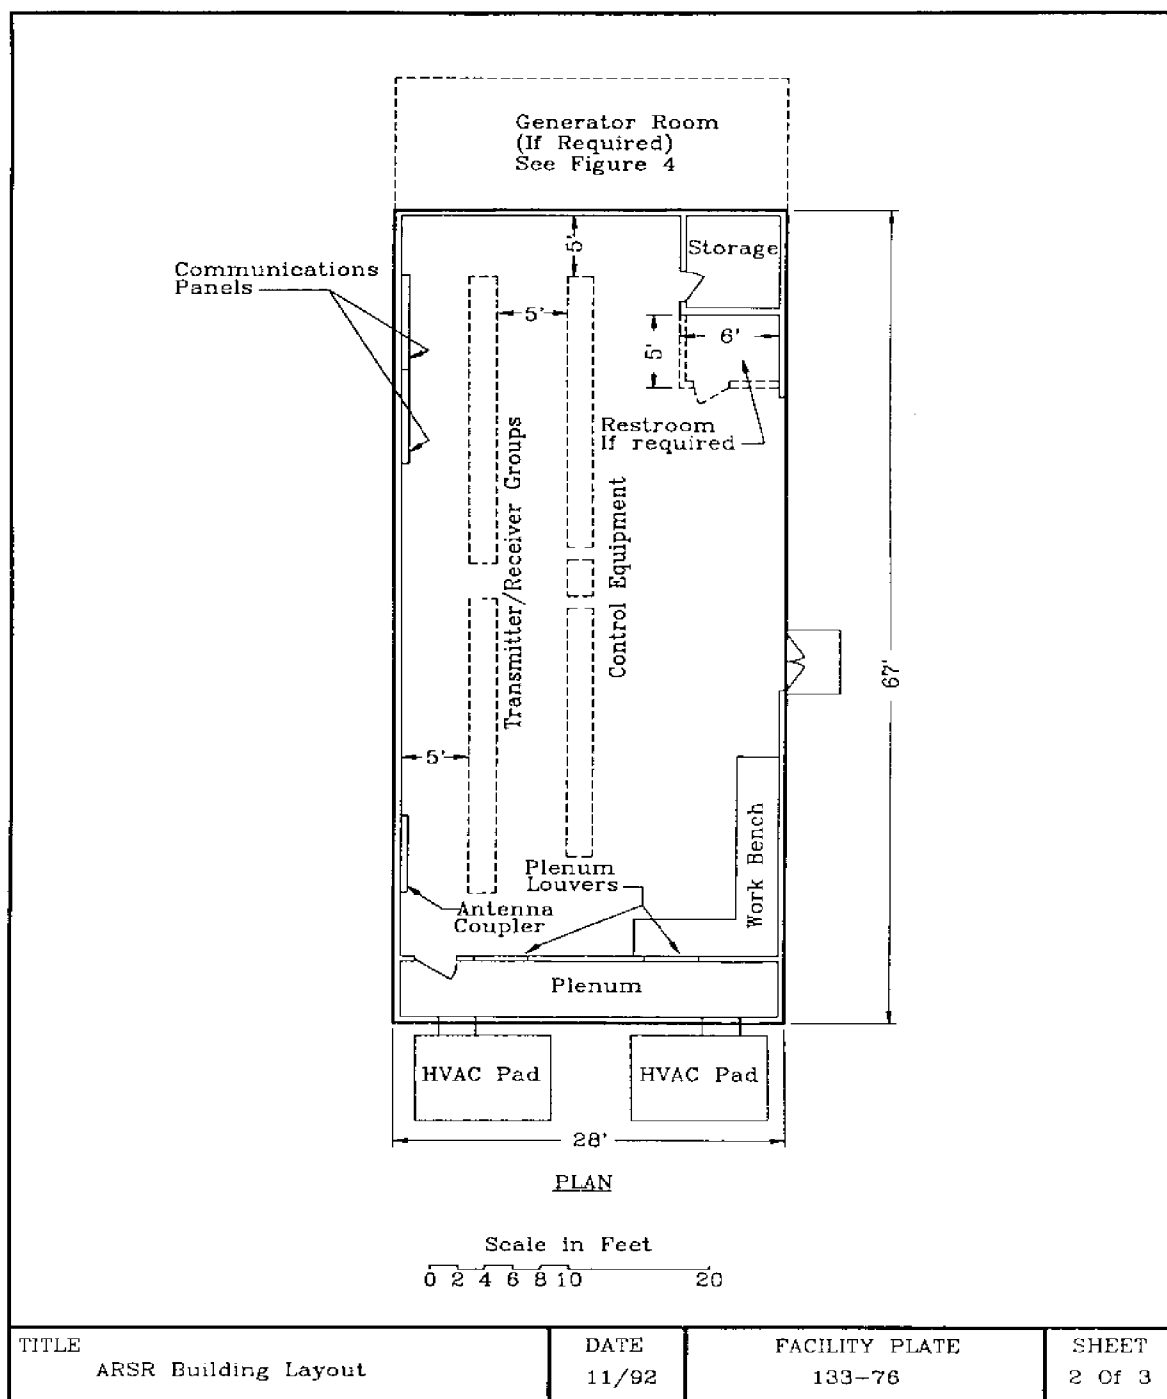 Generator Room
(If Required)
See Figure 4
Storage
5'
Communications
Panels
5'
6'
5'
Restroom
If required
Transmitter/Receiver Groups
Control Equipment
67'
5'
Work Bench
Plenum
Louvers
Antenna
Coupler
Plenum
HVAC Pad
HVAC Pad
28'
PLAN
Scale in Feet
0 2 4 6 8 10 20
TITLE
ARSR Building Layout
DATE
11/92
FACILITY PLATE
133-76
SHEET
2 Of 3